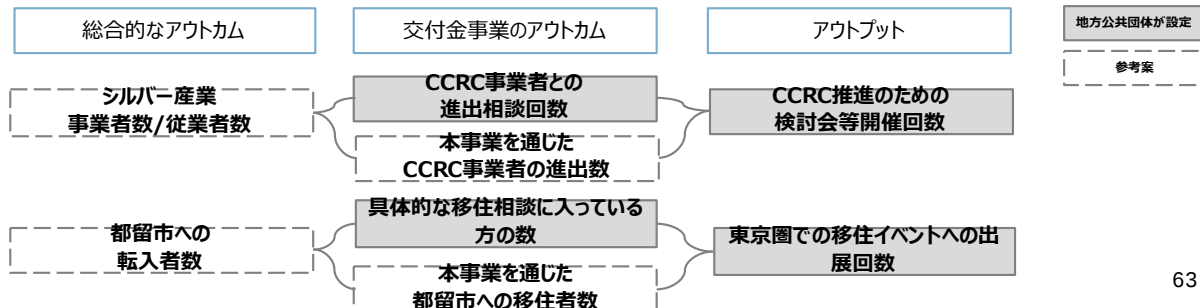 総合的なアウトカム
交付金事業のアウトカム
アウトプット
地方公共団体が設定
参考案
シルバー産業
事業者数/従業者数
CCRC事業者との
進出相談回数
本事業を通じた
CCRC事業者の進出数
CCRC推進のための
検討会等開催回数
都留市への
転入者数
具体的な移住相談に入っている
方の数
本事業を通じた
都留市への移住者数
東京圏での移住イベントへの出
展回数
63